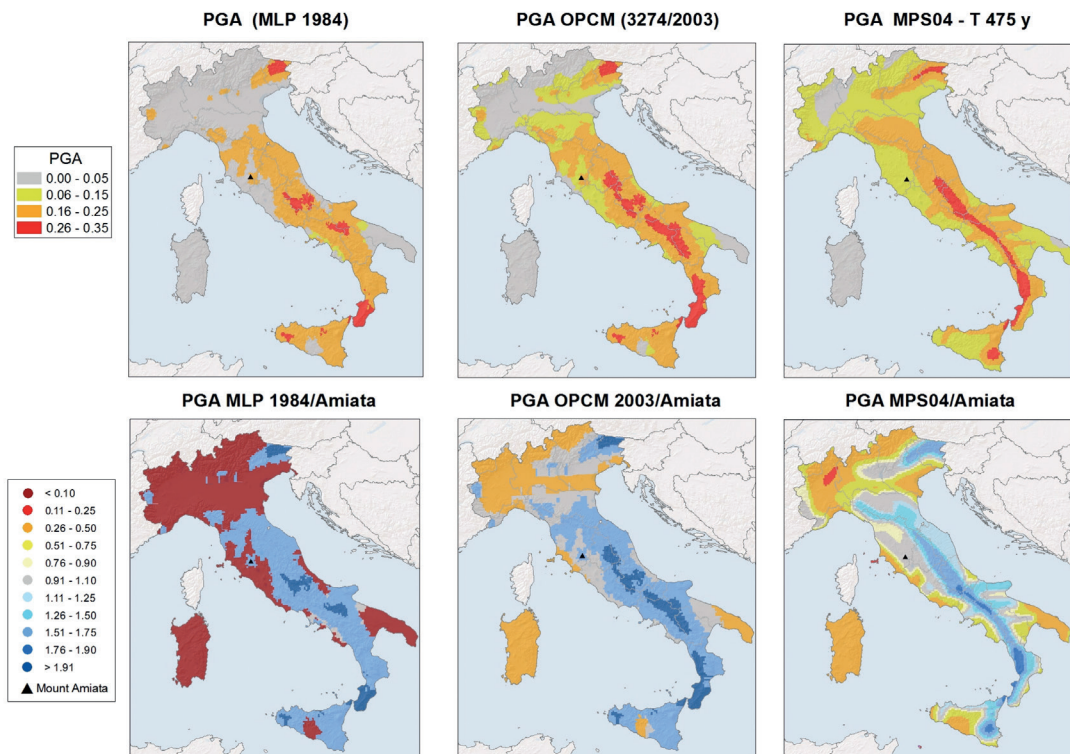 PGA (MLP 1984)
PGA OPCM (3274/2003)
PGA MPS04 - T 475 y
PGA
0.00 - 0.05
0.06 - 0.15
0.16 - 0.25
0.26 - 0.35
PGA MLP 1984/Amiata
PGA OPCM 2003/Amiata
PGA MPS04/Amiata
< 0.10
0.11 - 0.25
0.26 - 0.50
0.51 - 0.75
0.76 - 0.90
0.91 - 1.10
1.11 - 1.25
1.26 - 1.50
1.51 - 1.75
1.76 - 1.90
> 1.91
Mount Amiata